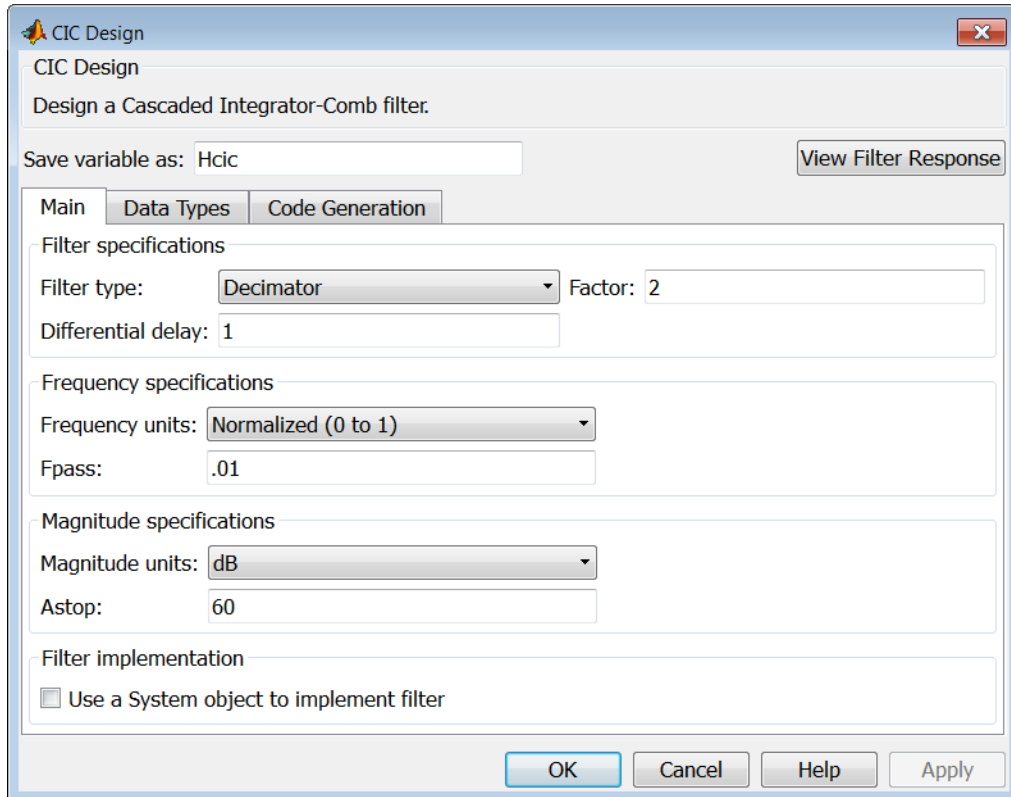 CIC Design
CIC Design
Design a Cascaded Integrator-Comb filter.
Save variable as: Hcic View Filter Response
Main Data Types Code Generation
Filter specifications
Filter type: Decimator Factor: 2
Differential delay: 1
Frequency specifications
Frequency units: Normalized (0 to 1)
Fpass: .01
Magnitude specifications
Magnitude units: dB
Astop: 60
Filter implementation
Use a System object to implement filter
OK Cancel Help Apply